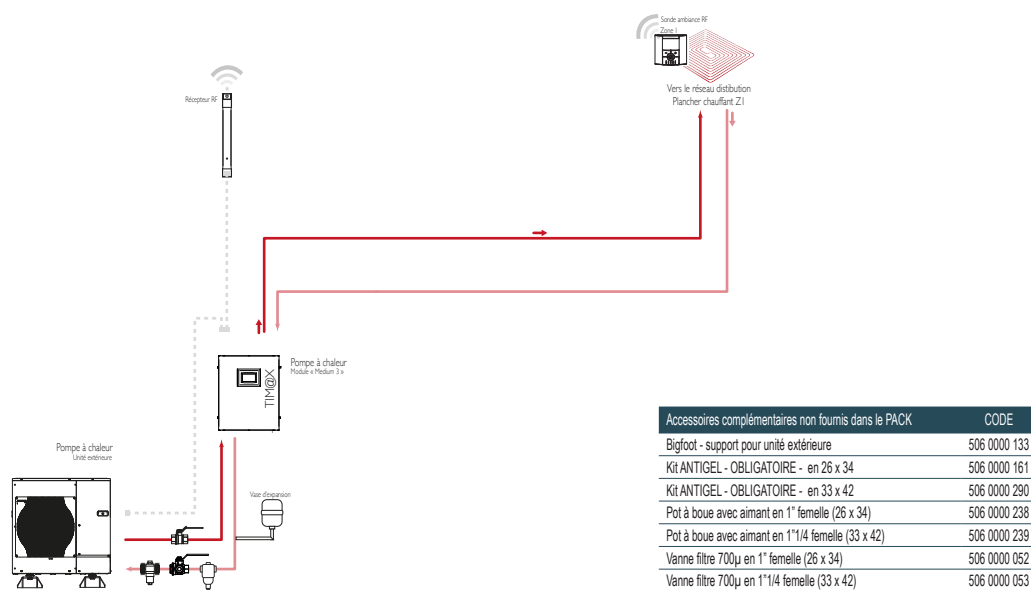 Sonde ambiance RF
Zone 1
Récepteur RF
Vers le réseau distibution
Plancher chauffant Z1
Pompe à chaleur
Module « Medium 3 »
TIM@X
Pompe à chaleur
Unité extérieure
Vase d'expansion
Accessoires complémentaires non fournis dans le PACK CODE
Bigfoot - support pour unité extérieure 506 0000 133
Kit ANTIGEL - OBLIGATOIRE - en 26 x 34 506 0000 161
Kit ANTIGEL - OBLIGATOIRE - en 33 x 42 506 0000 290
Pot à boue avec aimant en 1" femelle (26 x 34) 506 0000 238
Pot à boue avec aimant en 1"1/4 femelle (33 x 42) 506 0000 239
Vanne filtre 700µ en 1" femelle (26 x 34) 506 0000 052
Vanne filtre 700µ en 1"1/4 femelle (33 x 42) 506 0000 053